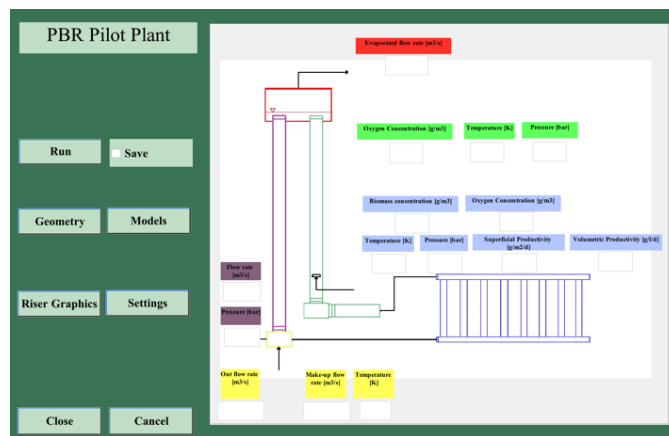 PBR Pilot Plant
Evaporated flow rate [m3/s]
Oxygen Concentration [g/m3]
Temperature [K]
Pressure [bar]
Run
Save
Biomass concentration [g/m3]
Oxygen Concentration [g/m3]
Geometry
Models
Temperature [K]
Pressure [bar]
Superfizial Productivity
[g/m2/d]
Volumetric Productivity [g/l/d]
Flow rate
[m3/s]
Riser Graphics
Settings
Pressure [bar]
Out flow rate
[m3/s]
Make-up flow
rate [m3/s]
Temperature
[K]
Close
Cancel